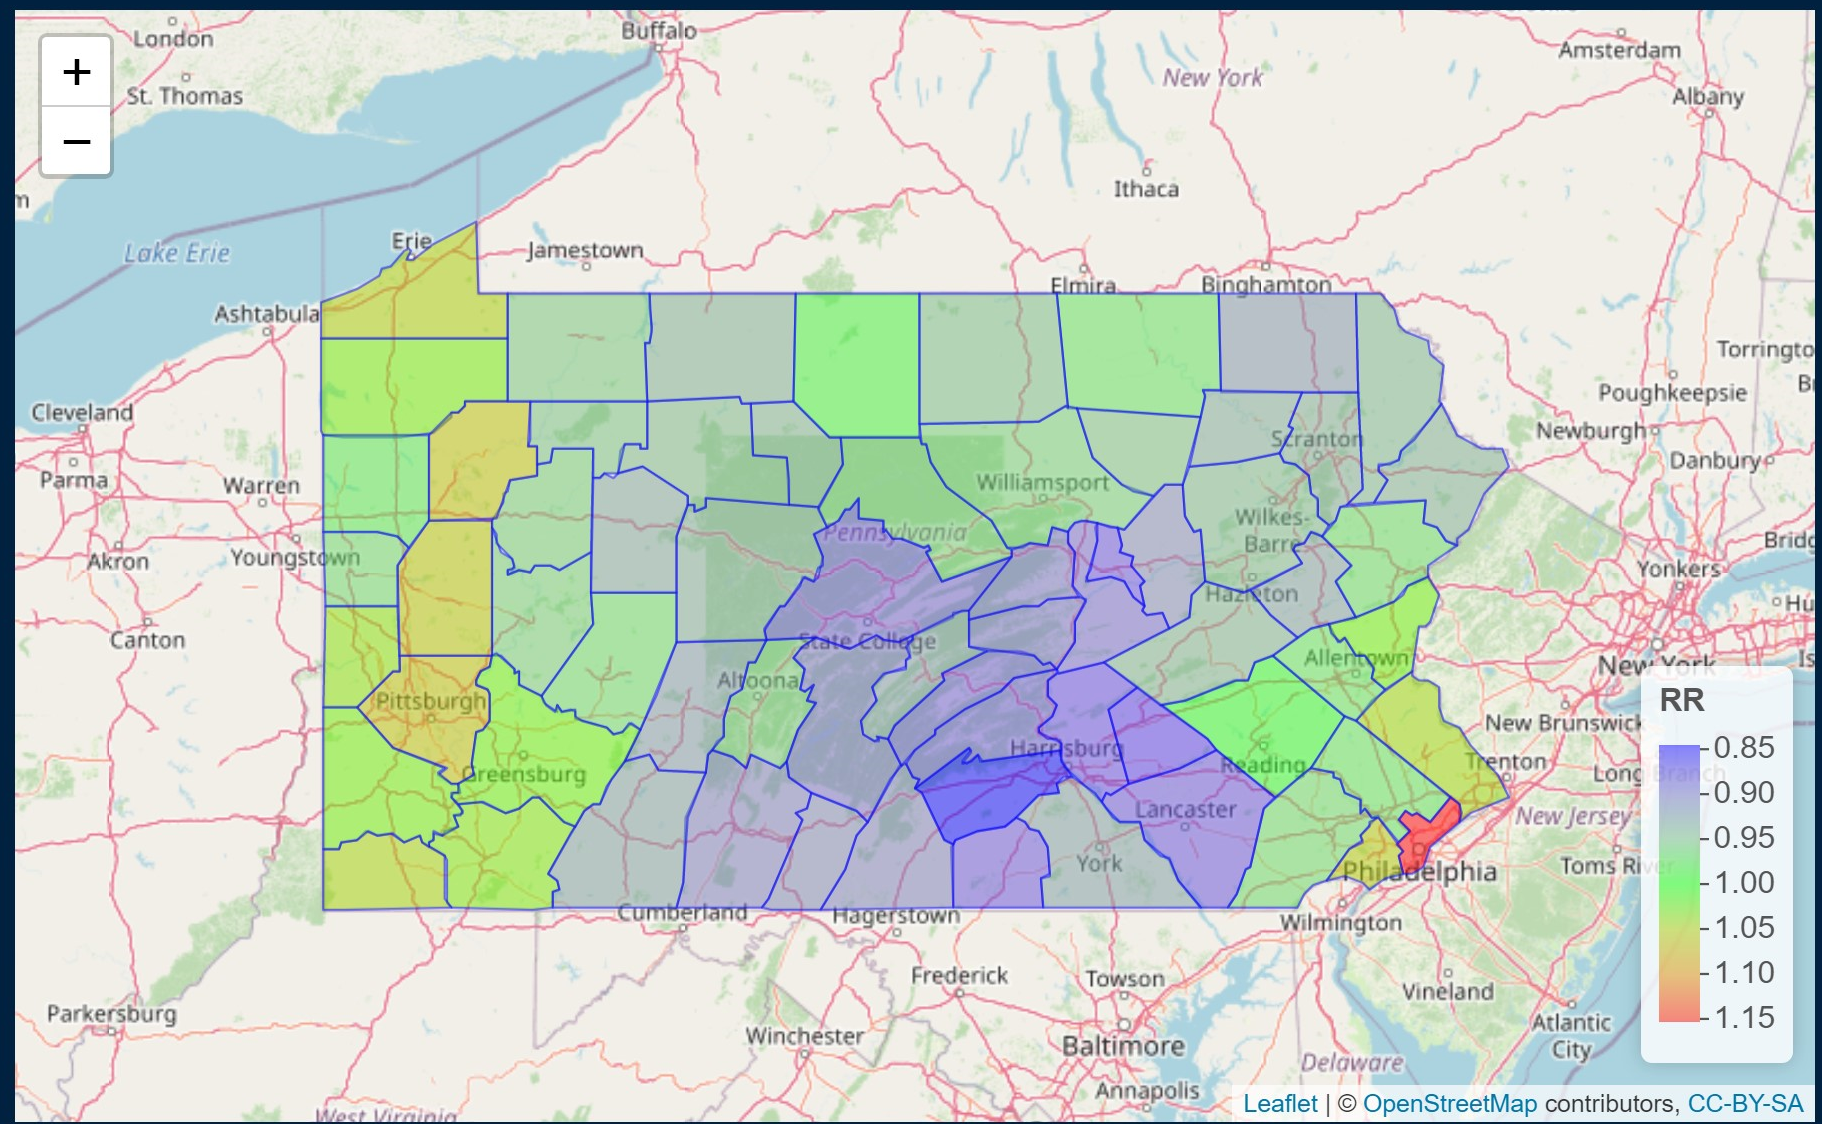 London
Buffalo
Amsterdam
+
New York
St. Thomas
Albany
−
Ithaca
m
Erie
Lake Erie
Jamestown
Elmira
Binghamton
Ashtabula
Torringto
Poughkeepsie
Cleveland
Scranton
Newburgh
Danbury
Parma
Warren
Williamsport
Wilkes-
Barre
Pennsylvania
Akron
Youngstown
Bridg
Yonkers
Hazleton
Hu
Canton
State College
Allentown
New York
Is
Altoona
Pittsburgh
RR
New Brunswick
Harrisburg
0.85
Greensburg
Reading
Trenton
Long Branch
0.90
Lancaster
New Jersey
0.95
York
Philadelphia
Toms River
1.00
Cumberland
Hagerstown
Wilmington
1.05
Frederick
Towson
1.10
Vineland
Parkersburg
1.15
Winchester
Baltimore
Atlantic
City
Delaware
Annapolis
West Virginia
Leaflet | © OpenStreetMap contributors, CC-BY-SA